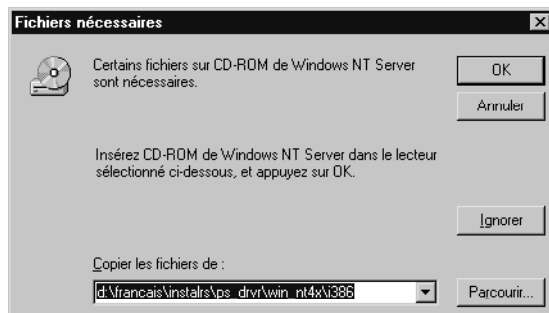 Fichiers nécessaires
Certains fichiers sur CD-ROM de Windows NT Server
sont nécessaires.
OK
Annuler
Insérez CD-ROM de Windows NT Server dans le lecteur
sélectionné ci-dessous, et appuyez sur OK.
Ignorer
Copier les fichiers de :
d:\francais\instalrs\ps_drvr\win_nt4x\i386
Parcourir...